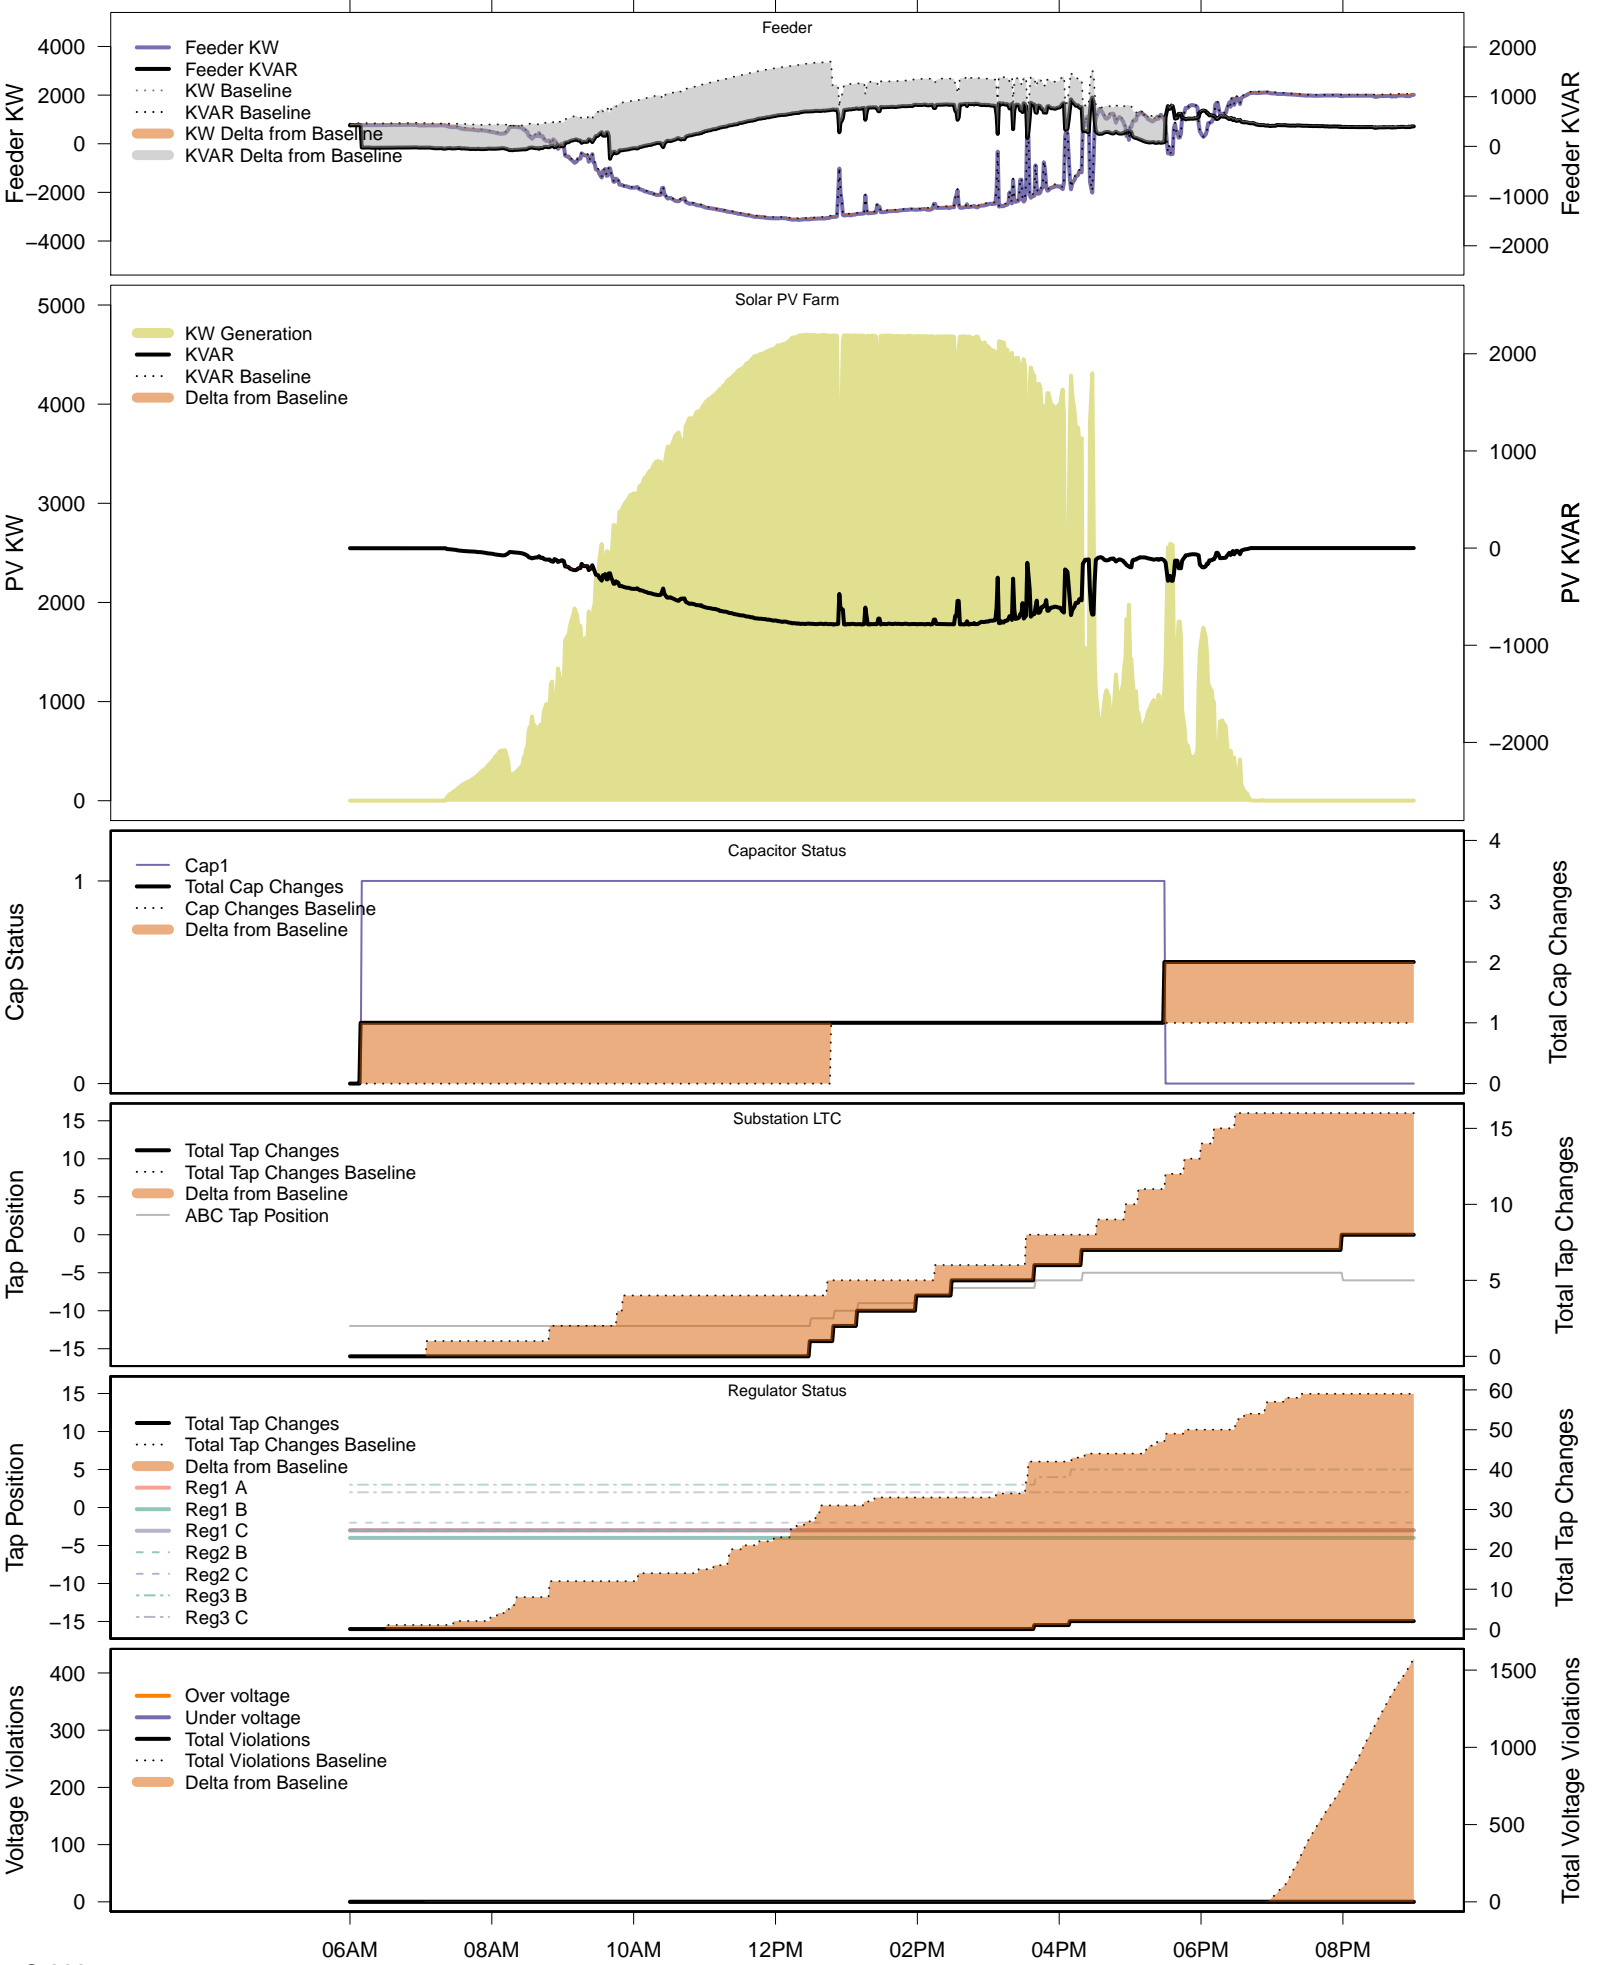 Feeder
4000
2000
0
−2000
−4000
Feeder KW
Feeder KW
Feeder KVAR
KW Baseline
KVAR Baseline
KW Delta from Baseline
KVAR Delta from Baseline
2000
1000
0
−1000
−2000
Feeder KVAR
Solar PV Farm
5000
4000
3000
2000
1000
0
PV KW
KW Generation
KVAR
KVAR Baseline
Delta from Baseline
2000
1000
0
−1000
−2000
PV KVAR
Capacitor Status
1
0
Cap Status
Cap1
Total Cap Changes
Cap Changes Baseline
Delta from Baseline
4
3
2
1
0
Total Cap Changes
Substation LTC
15
10
5
0
−5
−10
−15
Tap Position
Total Tap Changes
Total Tap Changes Baseline
Delta from Baseline
ABC Tap Position
15
10
5
0
Total Tap Changes
Regulator Status
15
10
5
0
−5
−10
−15
Tap Position
Total Tap Changes
Total Tap Changes Baseline
Delta from Baseline
Reg1 A
Reg1 B
Reg1 C
Reg2 B
Reg2 C
Reg3 B
Reg3 C
60
50
40
30
20
10
0
Total Tap Changes
400
300
200
100
0
Voltage Violations
Over voltage
Under voltage
Total Violations
Total Violations Baseline
Delta from Baseline
1500
1000
500
0
Total Voltage Violations
06AM 08AM 10AM 12PM 02PM 04PM 06PM 08PM